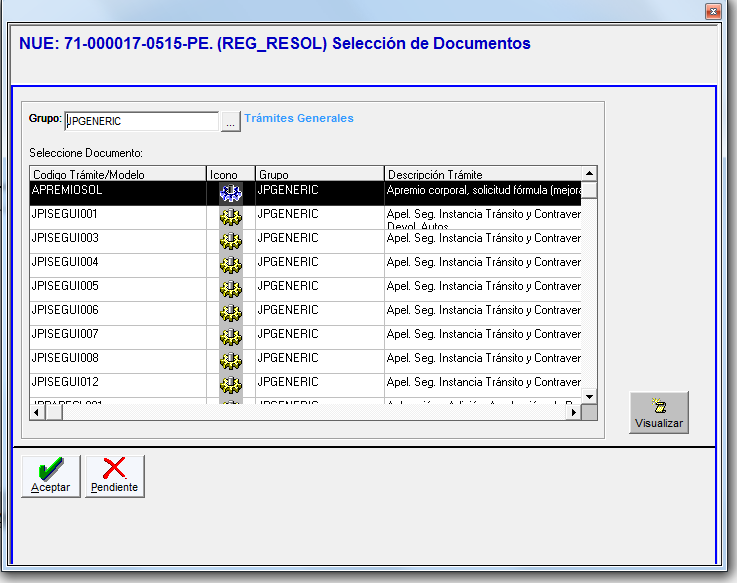 NUE: 71-000017-0515-PE. (REG_RESOL) Selección de Documentos
Grupo: JPGENERIC ... Trámites Generales
Seleccione Documento:
Codigo Trámite/Modelo Icono Grupo Descripción Trámite
APREMIOSOL JPGENERIC Apremio corporal, solicitud fórmula (mejora
JPISEGUI001 JPGENERIC Apel. Seg. Instancia Tránsito y Contraver
Devol. Autos
JPISEGUI003 JPGENERIC Apel. Seg. Instancia Tránsito y Contraver
JPISEGUI004 JPGENERIC Apel. Seg. Instancia Tránsito y Contraver
JPISEGUI005 JPGENERIC Apel. Seg. Instancia Tránsito y Contraver
JPISEGUI006 JPGENERIC Apel. Seg. Instancia Tránsito y Contraver
JPISEGUI007 JPGENERIC Apel. Seg. Instancia Tránsito y Contraver
JPISEGUI008 JPGENERIC Apel. Seg. Instancia Tránsito y Contraver
JPISEGUI012 JPGENERIC Apel. Seg. Instancia Tránsito y Contraver
JPGENERIC
Visualizar
Aceptar Pendiente